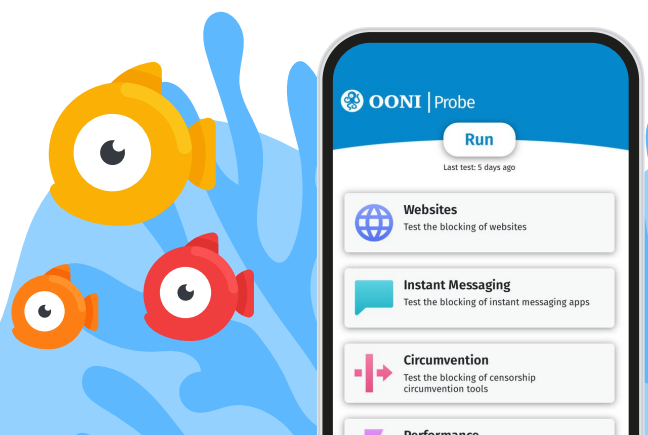 OONI | Probe
Run
Last test: 5 days ago
Websites
Test the blocking of websites
Instant Messaging
Test the blocking of instant messaging apps
Circumvention
Test the blocking of censorship
circumvention tools
Performance